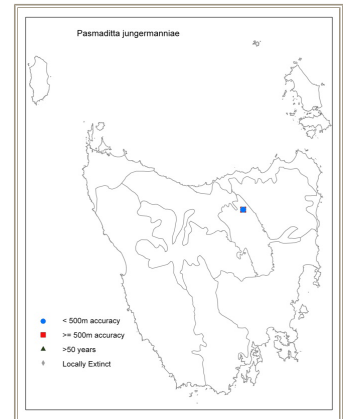 Pasmaditta jungermanniae
< 500m accuracy
>= 500m accuracy
>50 years
Locally Extinct